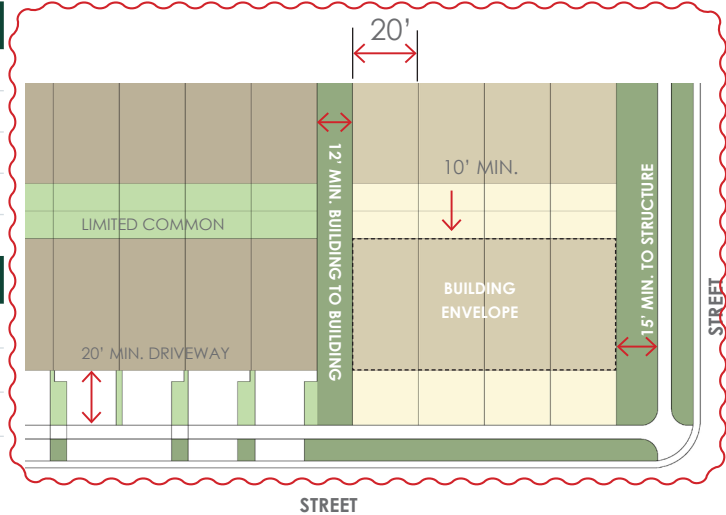 20'
10' MIN.
12' MIN. BUILDING TO BUILDING
LIMITED COMMON
15' MIN. TO STRUCTURE
STREET
BUILDING
ENVELOPE
20' MIN. DRIVEWAY
STREET